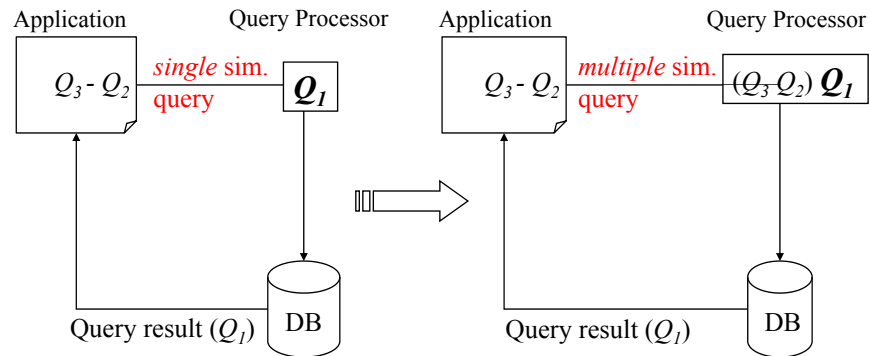 Application
Query Processor
Q3 - Q2
single sim.
query
Q1
DB
Query result (Q1)
Application
Query Processor
Q3 - Q2
multiple sim.
query
(Q3 Q2) Q1
DB
Query result (Q1)